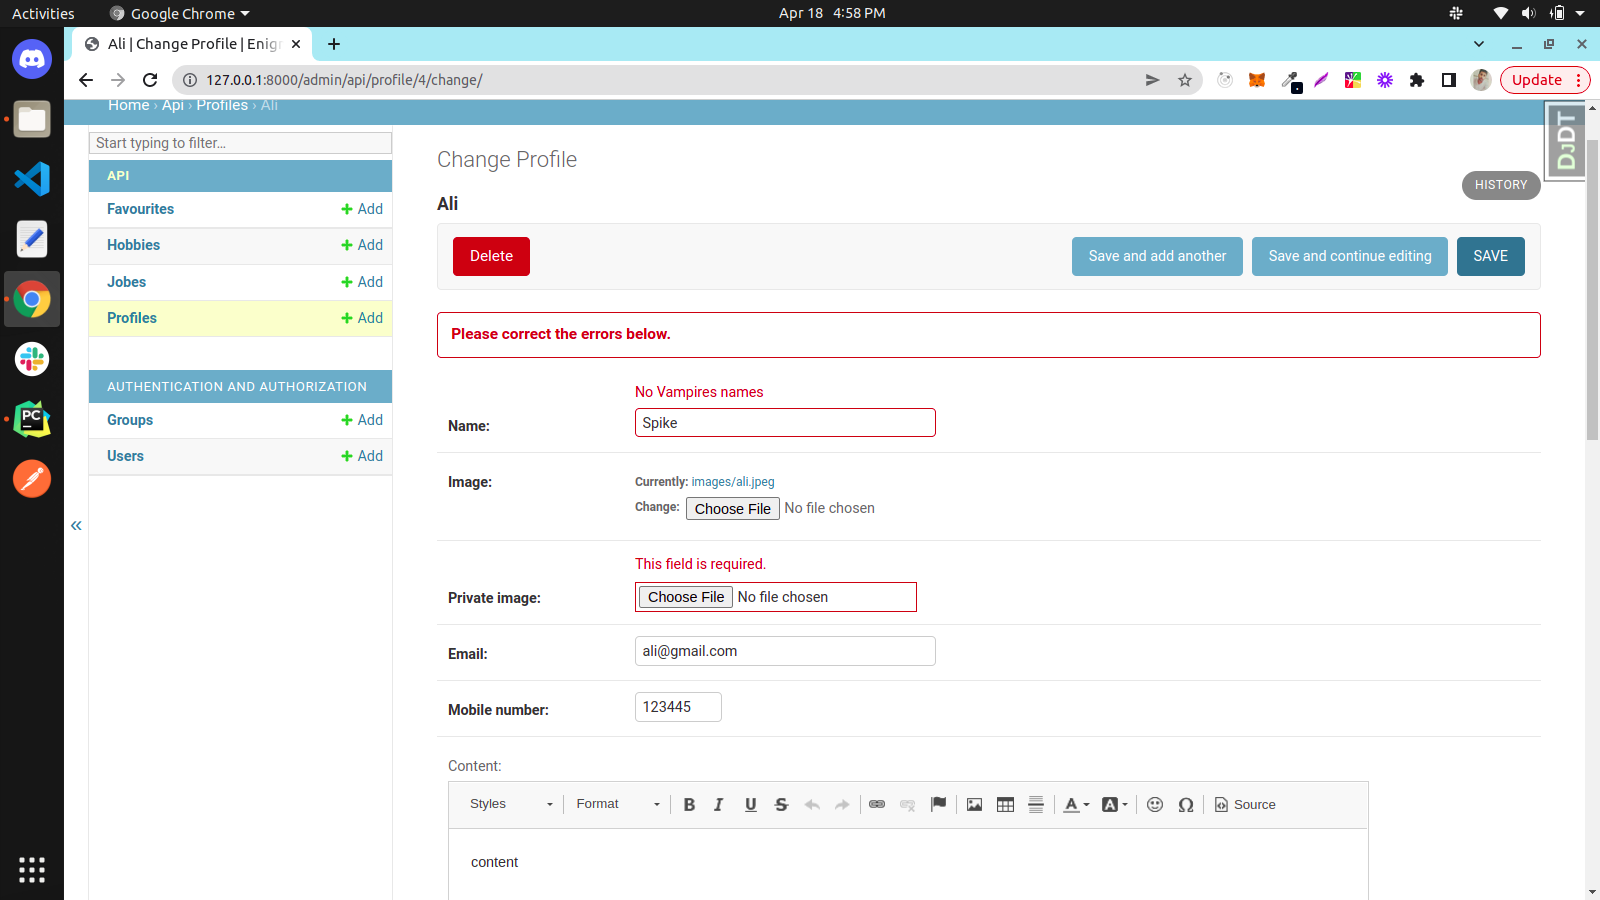 Activities Google Chrome Apr 18 4:58 PM
Ali | Change Profile | Enig
127.0.0.1:8000/admin/api/profile/4/change/ Update
Home › Api › Profiles › Ali
DJDT
Start typing to filter...
API
Favourites Add
Hobbies Add
Jobes Add
Profiles Add
AUTHENTICATION AND AUTHORIZATION
Groups Add
Users Add
«
Change Profile
HISTORY
Ali
Delete Save and add another Save and continue editing SAVE
Please correct the errors below.
No Vampires names
Name: Spike
Image: Currently: images/ali.jpeg
Change: Choose File No file chosen
This field is required.
Private image: Choose File No file chosen
Email: ali@gmail.com
Mobile number: 123445
Content:
Styles Format B I U S A A Ω Source
content
PC